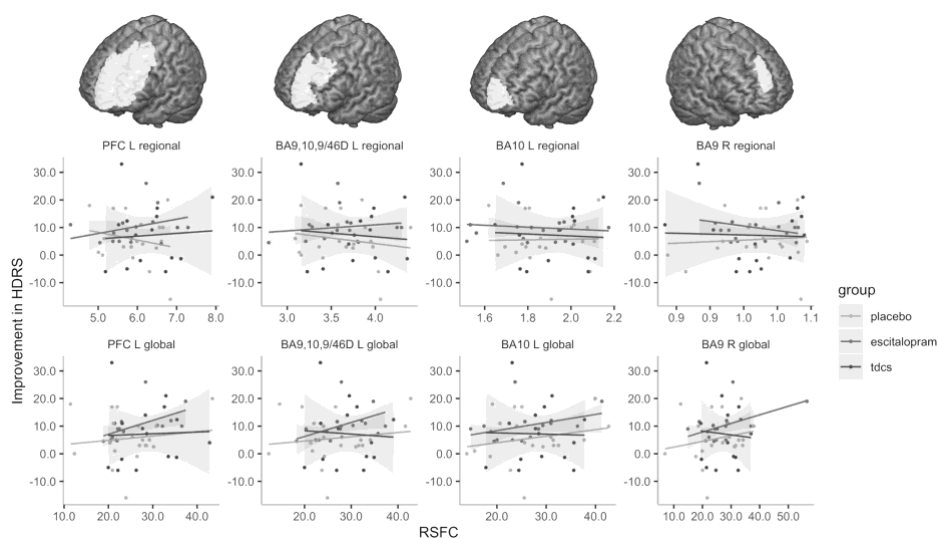 PFC L regional BA9,10,9/46D L regional BA10 L regional BA9 R regional
30.0 30.0 30.0 30.0
20.0 20.0 20.0 20.0
10.0 10.0 10.0 10.0
0.0 0.0 0.0 0.0
-10.0 -10.0 -10.0 -10.0
5.0 6.0 7.0 8.0 3.0 3.5 4.0 1.6 1.8 2.0 2.2 0.9 0.9 1.0 1.0 1.1
Improvement in HDRS
PFC L global BA9,10,9/46D L global BA10 L global BA9 R global
30.0 30.0 30.0 30.0
20.0 20.0 20.0 20.0
10.0 10.0 10.0 10.0
0.0 0.0 0.0 0.0
-10.0 -10.0 -10.0 -10.0
10.0 20.0 30.0 40.0 20.0 30.0 40.0 20.0 30.0 40.0 10.0 20.0 30.0 40.0 50.0
RSFC
group
placebo
escitalopram
tdcs